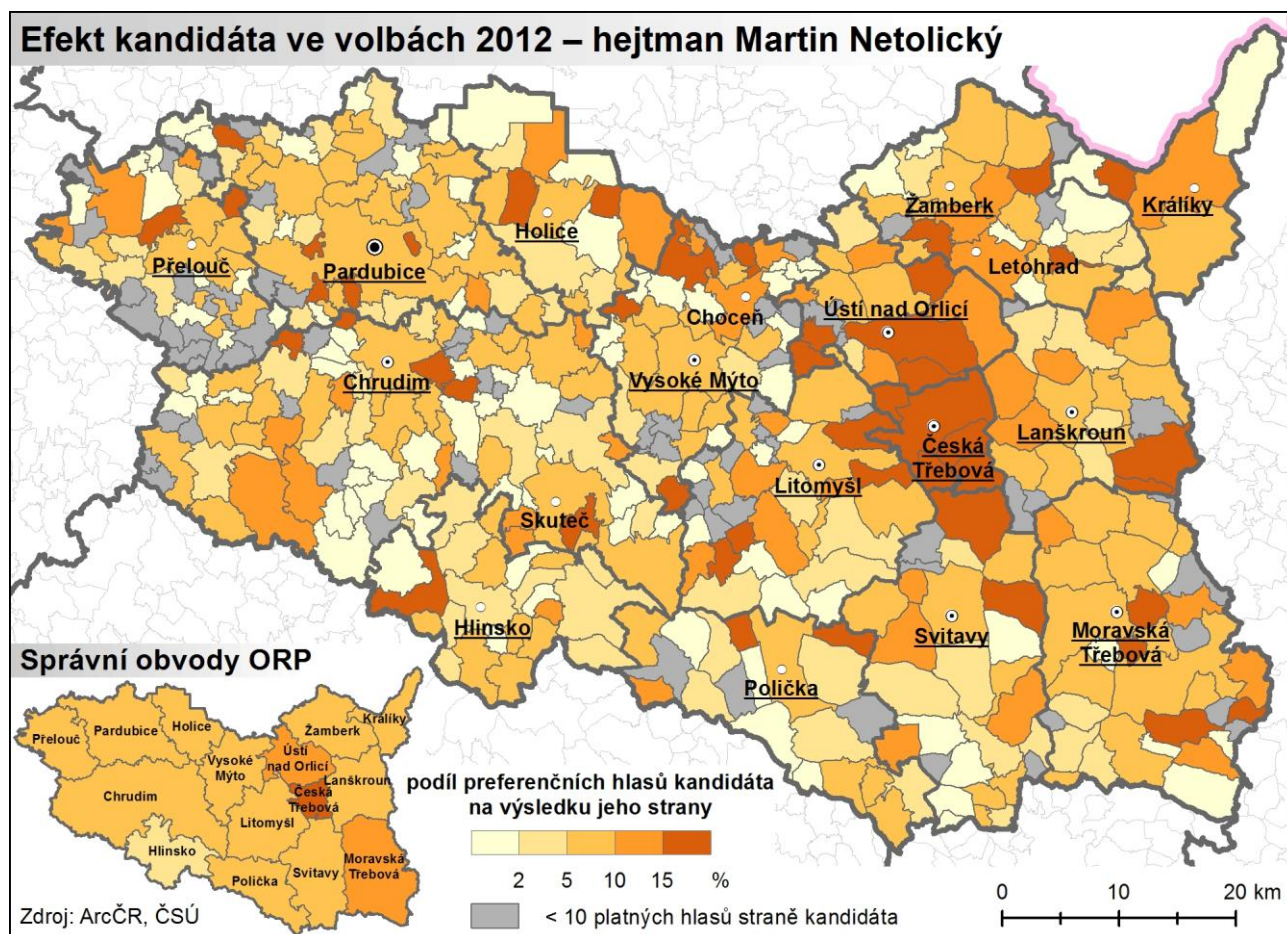 Efekt kandidáta ve volbách 2012 – hejtman Martin Netolický
Žamberk
Králíky
Holice
Přelouč
Pardubice
Letohrad
Choceň
Ústí nad Orlicí
Chrudim
Vysoké Mýto
Lanškroun
Česká
Třebová
Litomyšl
Skuteč
Hlinsko
Svitavy
Moravská
Třebová
Polička
Správní obvody ORP
Králíky
Holice
Žamberk
Pardubice
Přelouč
Ústí
nad Orlicí
Vysoké
Mýto
Lanškroun
Chrudim
Česká
Třebová
Litomyšl
Hlinsko
Moravská
Třebová
Svitavy
Polička
podíl preferenčních hlasů kandidáta
na výsledku jeho strany
2 5 10 15 %
< 10 platných hlasů straně kandidáta
0 10 20 km
Zdroj: ArcČR, ČSÚ